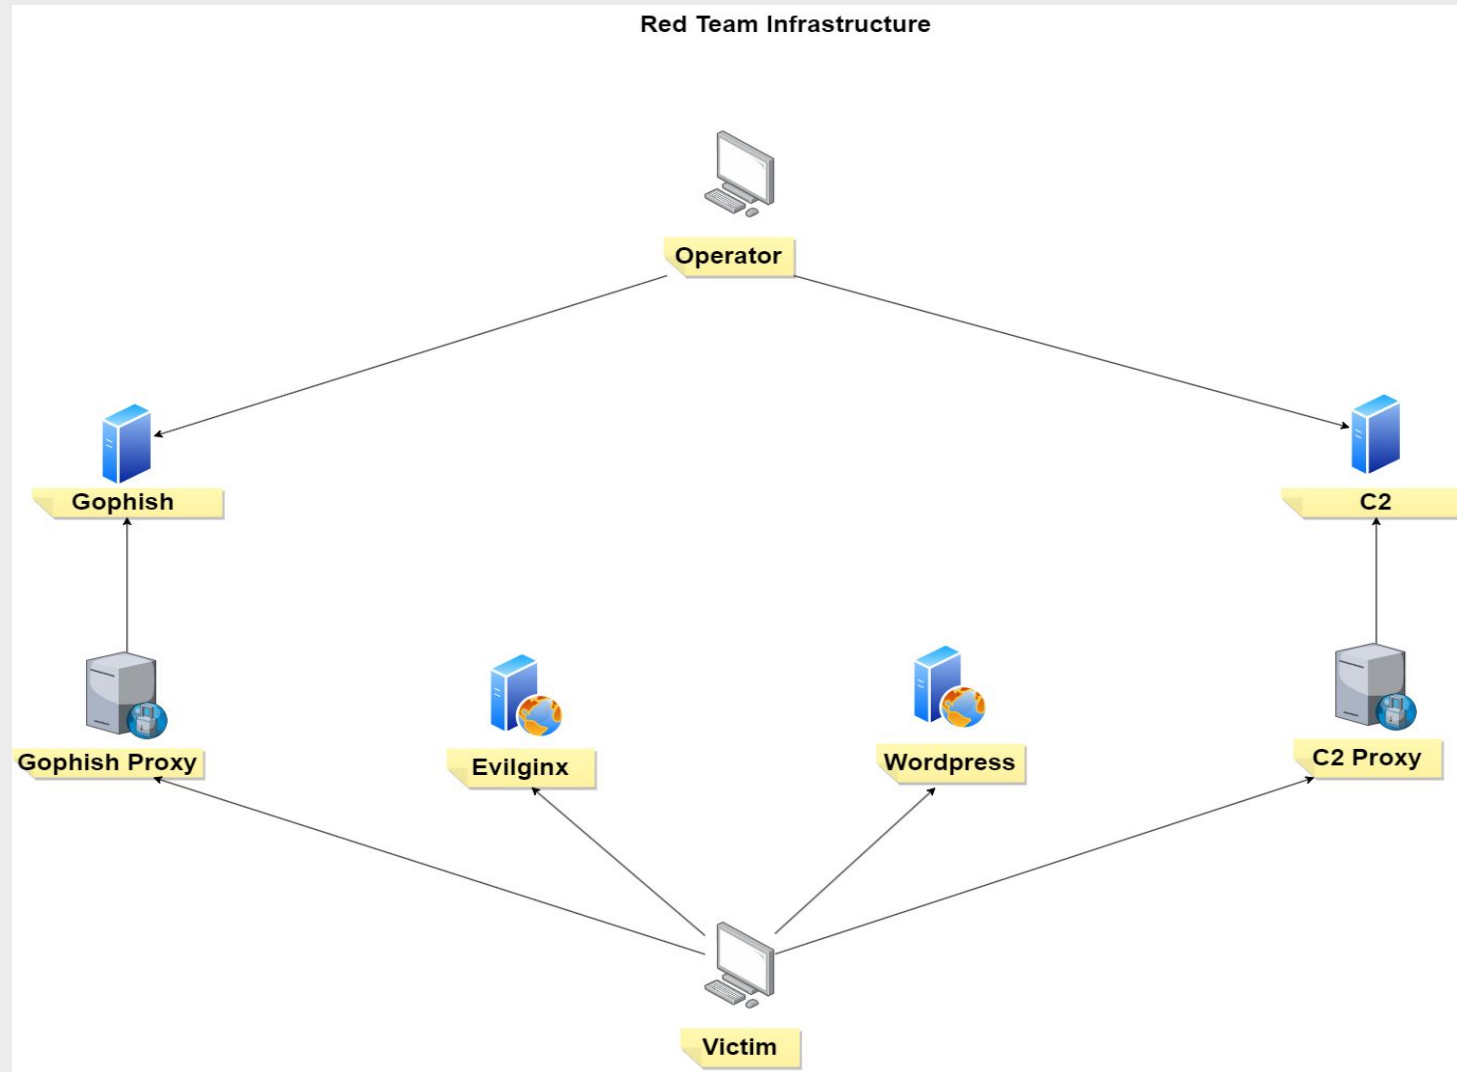 Red Team Infrastructure
Operator
Gophish
C2
Gophish Proxy
Evilginx
Wordpress
C2 Proxy
Victim